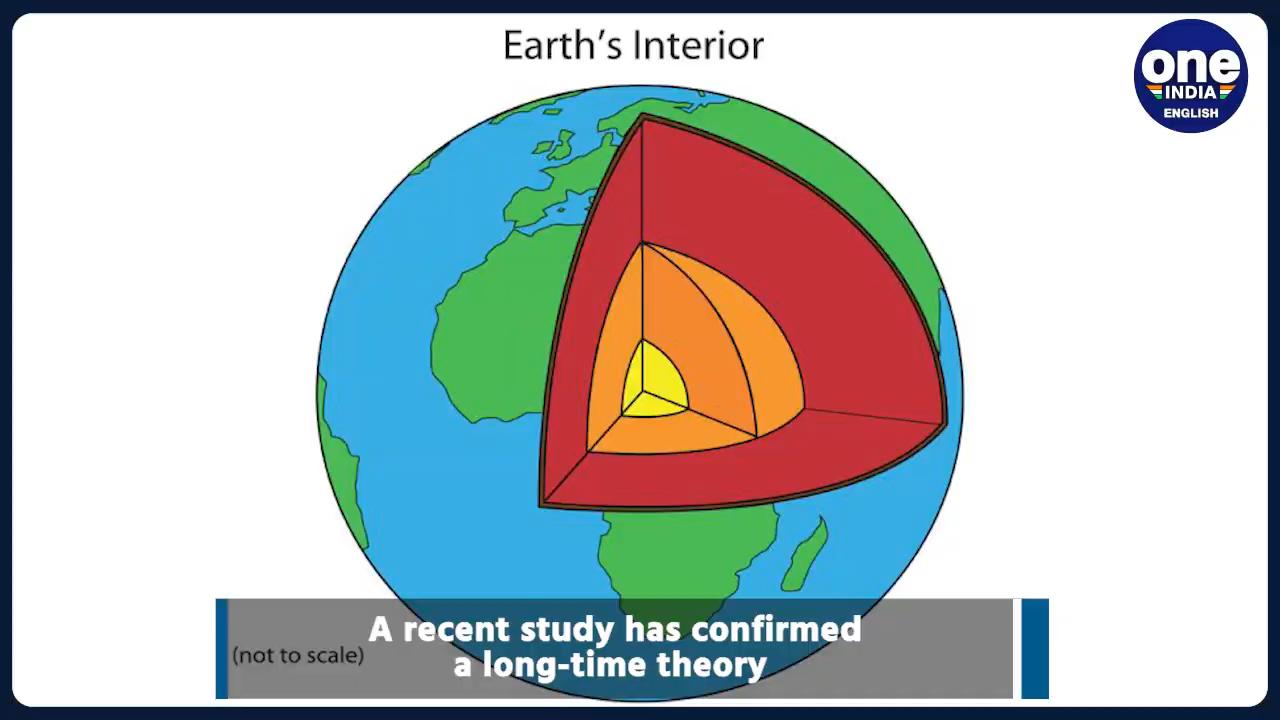 Earth's Interior
one
INDIA
ENGLISH
A recent study has confirmed
(not to scale)
a long-time theory